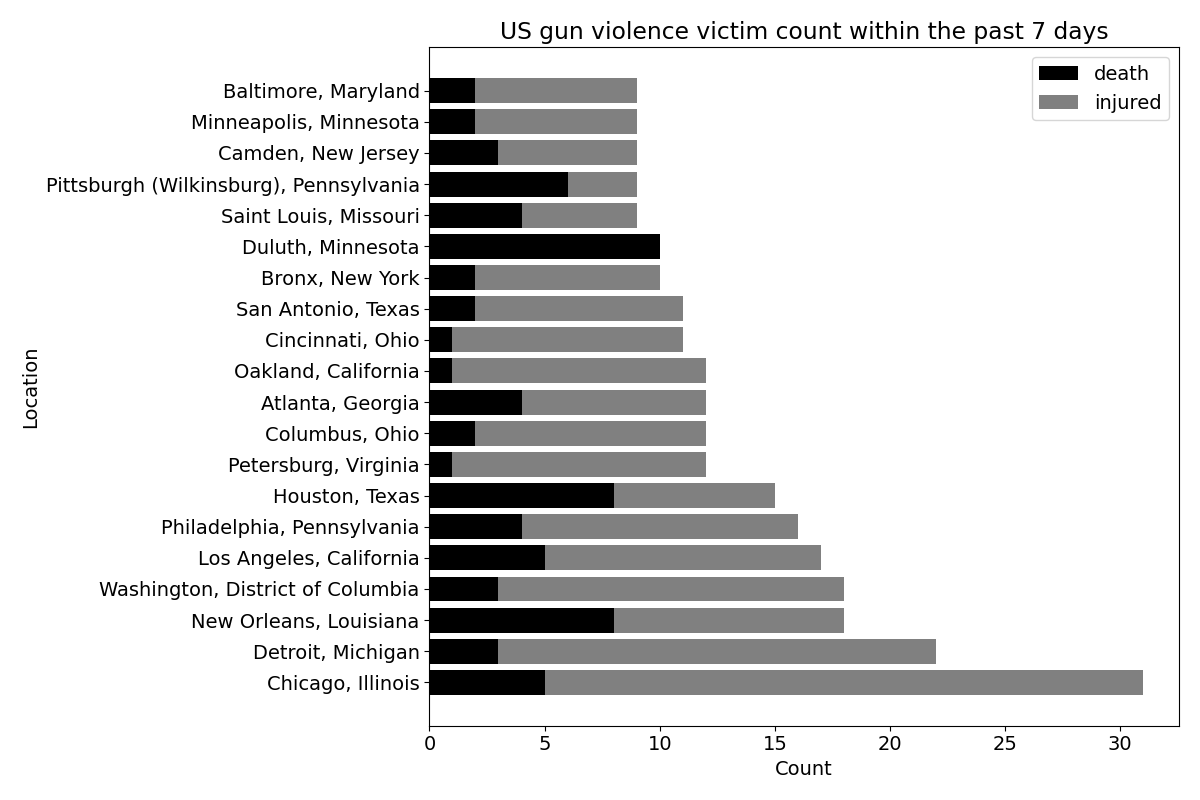 US gun violence victim count within the past 7 days
death
injured
Baltimore, Maryland
Minneapolis, Minnesota
Camden, New Jersey
Pittsburgh (Wilkinsburg), Pennsylvania
Saint Louis, Missouri
Duluth, Minnesota
Bronx, New York
San Antonio, Texas
Cincinnati, Ohio
Oakland, California
Atlanta, Georgia
Columbus, Ohio
Petersburg, Virginia
Houston, Texas
Philadelphia, Pennsylvania
Los Angeles, California
Washington, District of Columbia
New Orleans, Louisiana
Detroit, Michigan
Chicago, Illinois
Location
0 5 10 15 20 25 30
Count